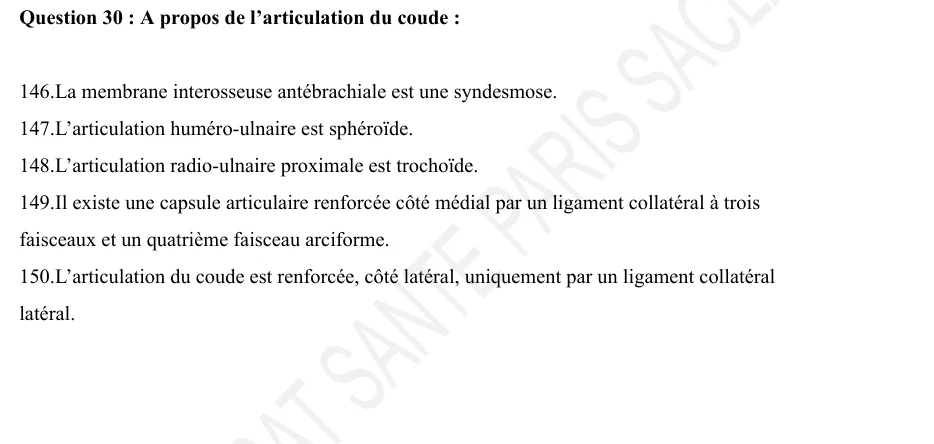 Question 30 : A propos de l’articulation du coude :
146.La membrane interosseuse antébrachiale est une syndesmose.
147.L’articulation huméro-ulnaire est sphéroïde.
148.L’articulation radio-ulnaire proximale est trochoïde.
149.Il existe une capsule articulaire renforcée côté médial par un ligament collatéral à trois
faisceaux et un quatrième faisceau arciforme.
150.L’articulation du coude est renforcée, côté latéral, uniquement par un ligament collatéral
latéral.
SANTE PARIS